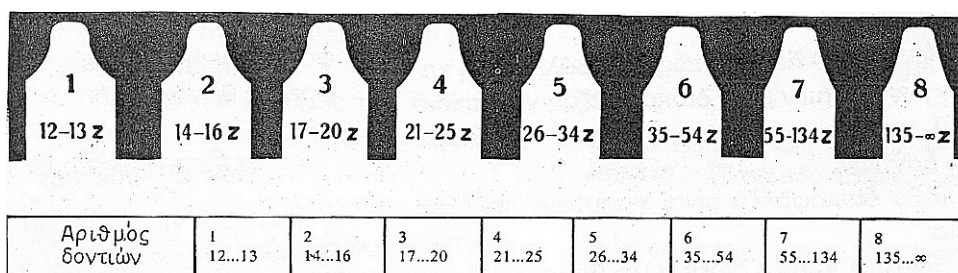 1 2 3 4 5 6 7 8
12-13 z 14-16 z 17-20 z 21-25 z 26-34 z 35-54 z 55-134 z 135-∞ z
Αριθμός 1 2 3 4 5 6 7 8
δοντιών 12...13 14...16 17...20 21...25 26...34 35...54 55...134 135...∞